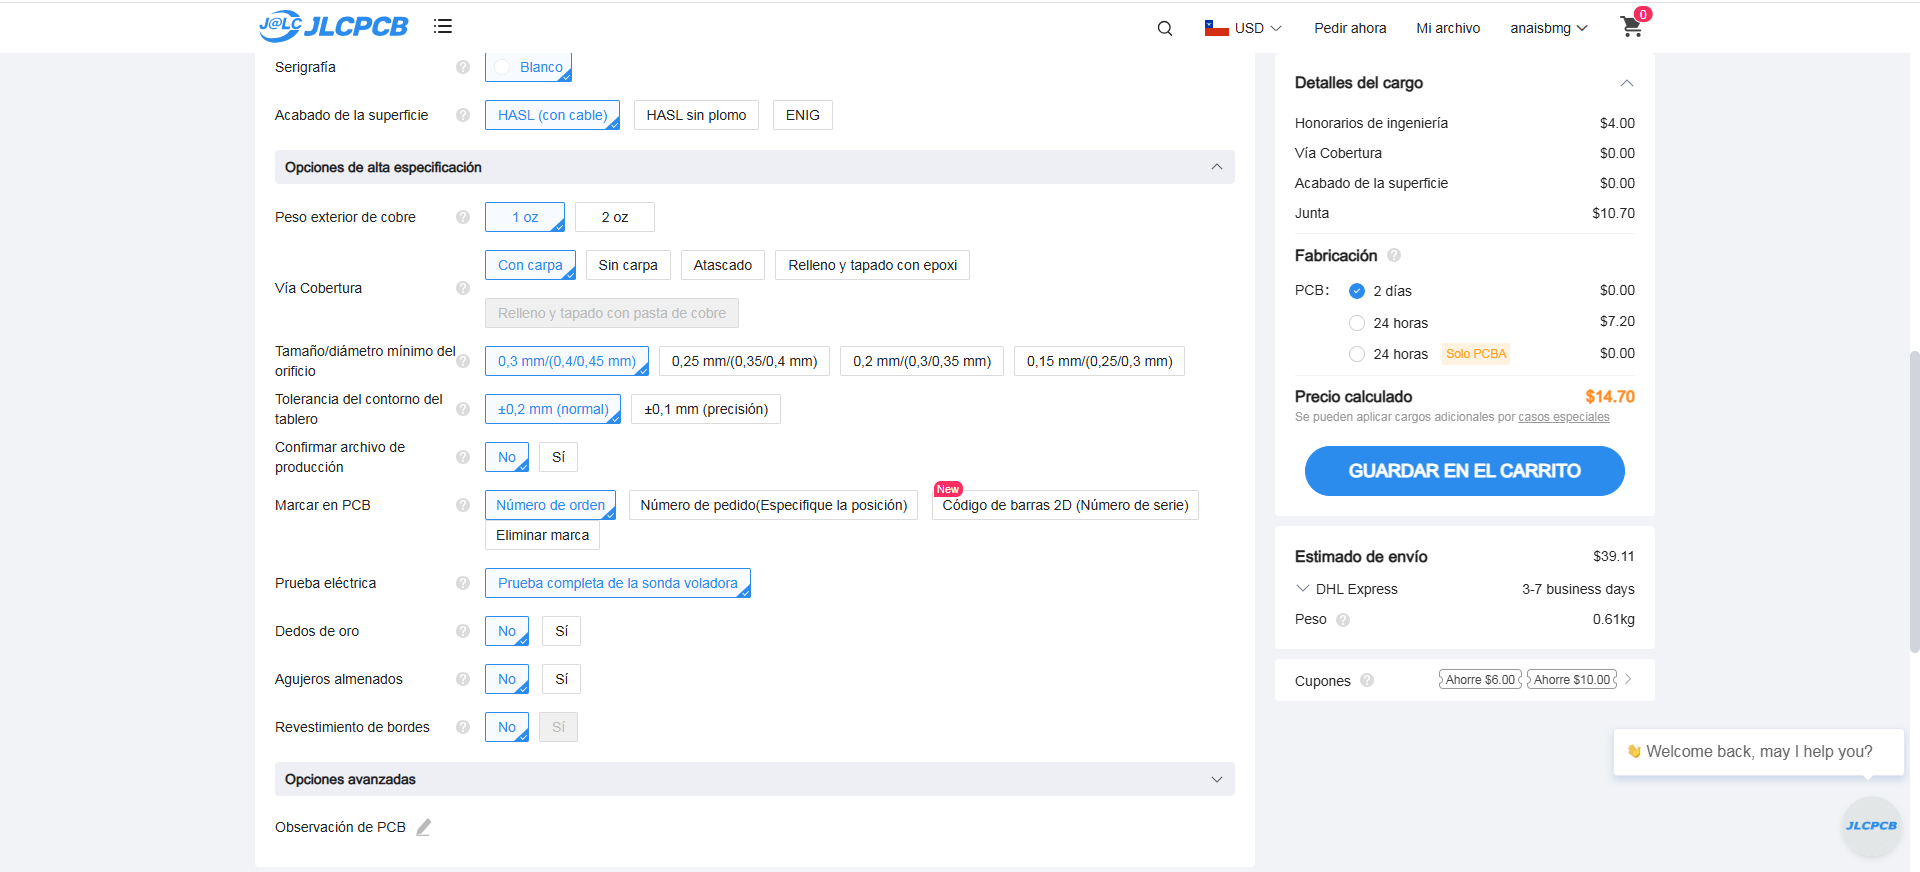 J@LC JLCPCB
USD
Pedir ahora
Mi archivo
anaisbmg
0
Serigrafía
Blanco
Acabado de la superficie
HASL (con cable)
HASL sin plomo
ENIG
Opciones de alta especificación
Peso exterior de cobre
1 oz
2 oz
Vía Cobertura
Con carpa
Sin carpa
Atascado
Relleno y tapado con epoxi
Relleno y tapado con pasta de cobre
Tamaño/diámetro mínimo del
orificio
0,3 mm/(0,4/0,45 mm)
0,25 mm/(0,35/0,4 mm)
0,2 mm/(0,3/0,35 mm)
0,15 mm/(0,25/0,3 mm)
Tolerancia del contorno del
tablero
±0,2 mm (normal)
±0,1 mm (precisión)
Confirmar archivo de
producción
No
Sí
Marcar en PCB
Número de orden
Número de pedido(Especifique la posición)
New
Código de barras 2D (Número de serie)
Eliminar marca
Prueba eléctrica
Prueba completa de la sonda voladora
Dedos de oro
No
Sí
Agujeros almenados
No
Sí
Revestimiento de bordes
No
Sí
Opciones avanzadas
Observación de PCB
Detalles del cargo
Honorarios de ingeniería $4.00
Vía Cobertura $0.00
Acabado de la superficie $0.00
Junta $10.70
Fabricación
PCB: 2 días $0.00
24 horas $7.20
24 horas Solo PCBA $0.00
Precio calculado $14.70
Se pueden aplicar cargos adicionales por casos especiales
GUARDAR EN EL CARRITO
Estimado de envío $39.11
DHL Express 3-7 business days
Peso 0.61kg
Cupones Ahorre $6.00 Ahorre $10.00
👋 Welcome back, may I help you?
JLCPCB